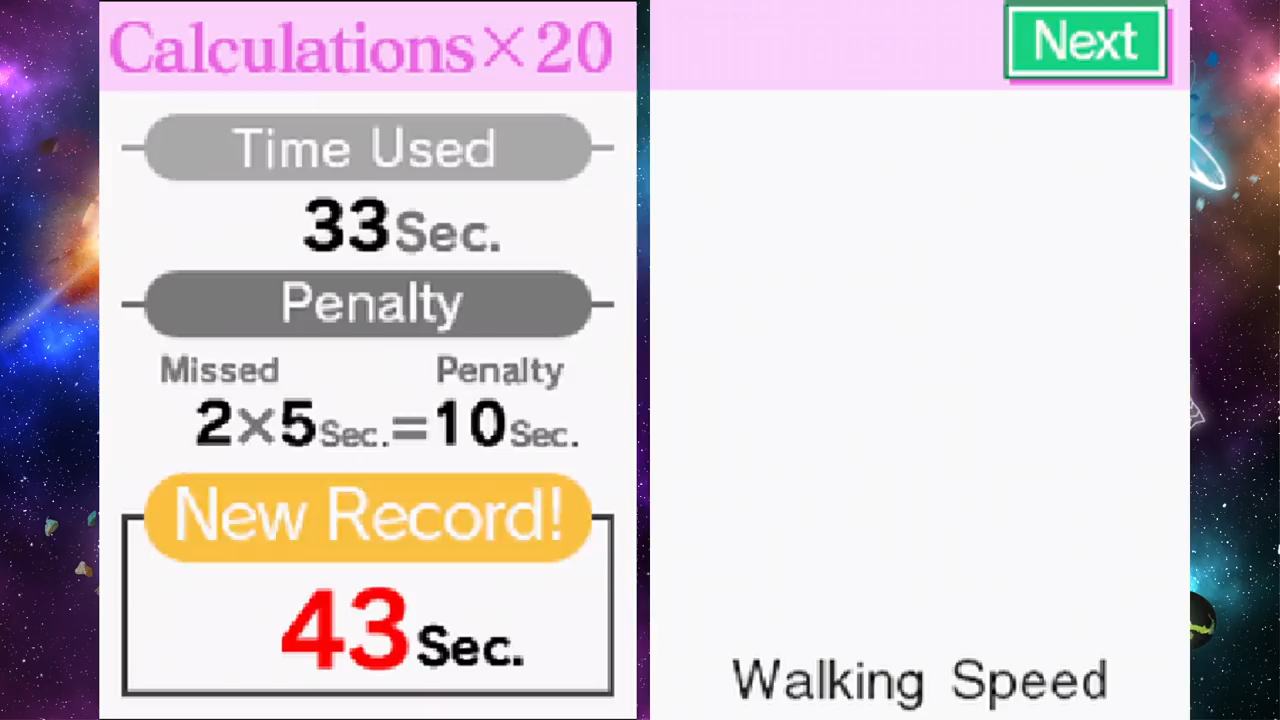 Calculations×20
Time Used
33Sec.
Penalty
Missed Penalty
2×5Sec.=10Sec.
New Record!
43Sec.
Next
Walking Speed